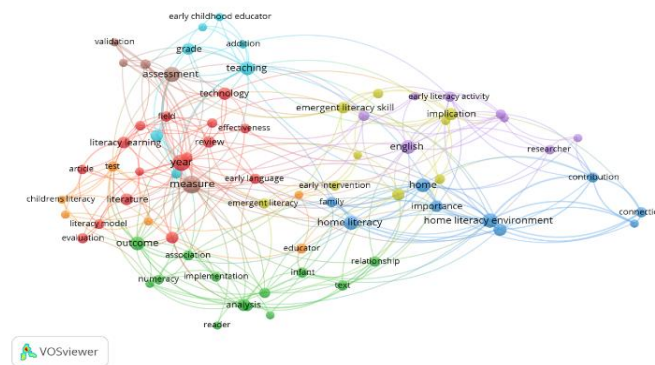 early childhood educator
validation
grade
addition
assessment
teaching
technology
early literacy activity
emergent literacy skill
implication
field
effectiveness
literacy learning
review
english
researcher
year
article
test
measure
early language
early intervention
home
contribution
childrens literacy
literature
emergent literacy
family
importance
connection
literacy model
home literacy
home literacy environment
evaluation
outcome
association
educator
relationship
numeracy
implementation
infant
text
analysis
reader
VOSviewer